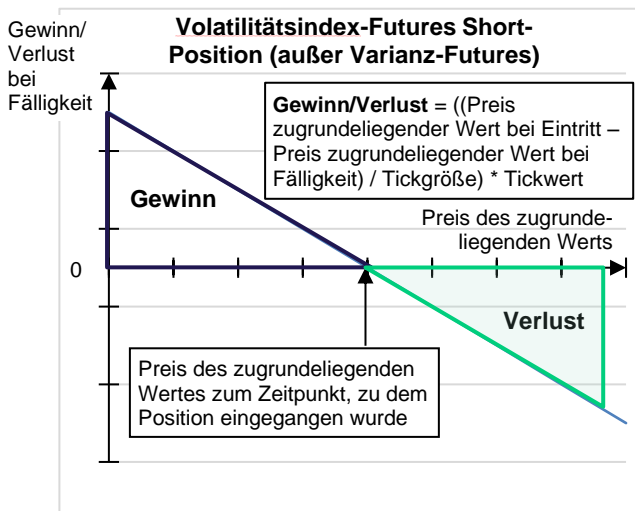 Gewinn/
Verlust
bei
Fälligkeit
Volatilitätsindex-Futures Short-
Position (außer Varianz-Futures)
Gewinn/Verlust = ((Preis
zugrundeliegender Wert bei Eintritt –
Preis zugrundeliegender Wert bei
Fälligkeit) / Tickgröße) * Tickwert
Gewinn
Preis des zugrunde-
liegenden Werts
0
Verlust
Preis des zugrundeliegenden
Wertes zum Zeitpunkt, zu dem
Position eingegangen wurde